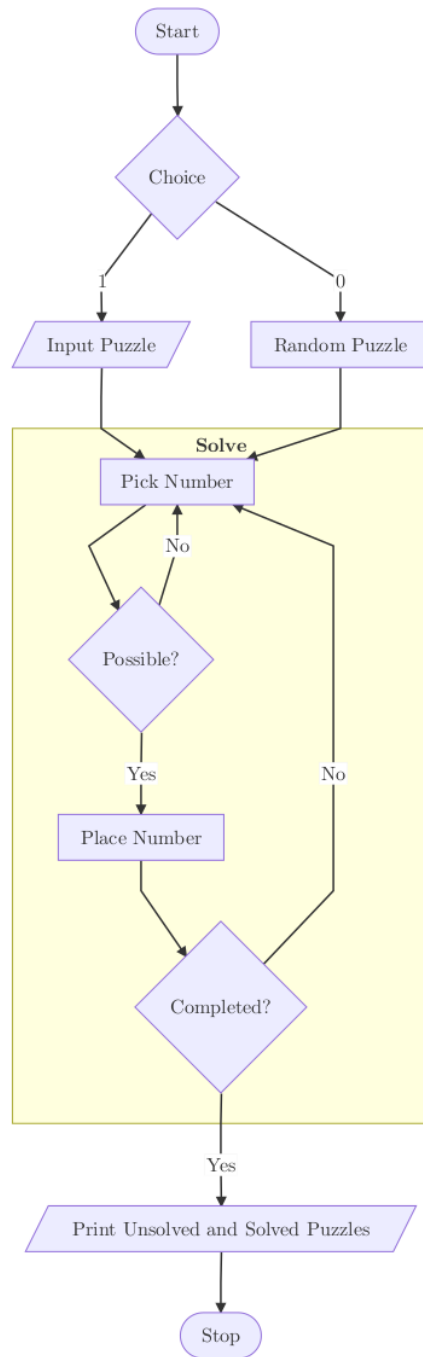 Start
Choice
1
0
Input Puzzle
Random Puzzle
Solve
Pick Number
No
Possible?
Yes
No
Place Number
Completed?
Yes
Print Unsolved and Solved Puzzles
Stop